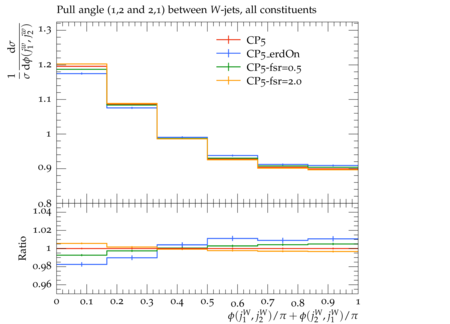 Pull angle (1,2 and 2,1) between W-jets, all constituents
1/σ dσ/dϕ(j₁ʷ, j₂ʷ)
CP5
CP5_erdOn
CP5-fsr=0.5
CP5-fsr=2.0
1.3
1.2
1.1
1
0.9
0.8
Ratio
1.04
1.02
1
0.98
0.96
0 0.1 0.2 0.3 0.4 0.5 0.6 0.7 0.8 0.9 1
ϕ(j₁ᵂ, j₂ᵂ)/π + ϕ(j₂ᵂ, j₁ᵂ)/π